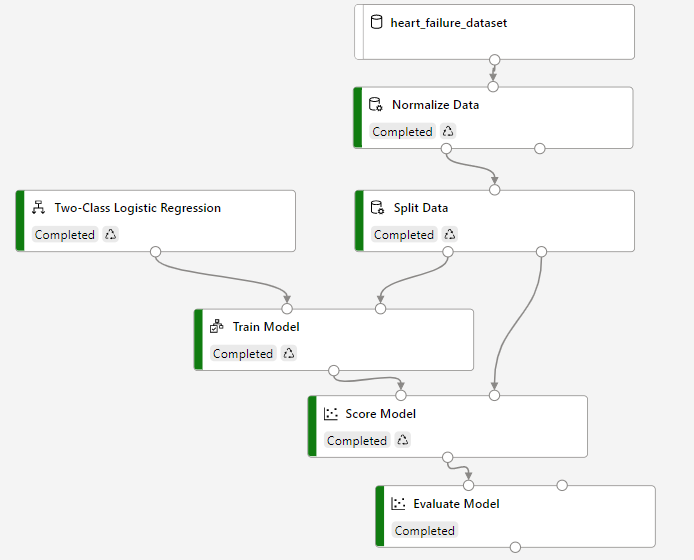 heart_failure_dataset
Normalize Data
Completed
Two-Class Logistic Regression
Completed
Split Data
Completed
Train Model
Completed
Score Model
Completed
Evaluate Model
Completed